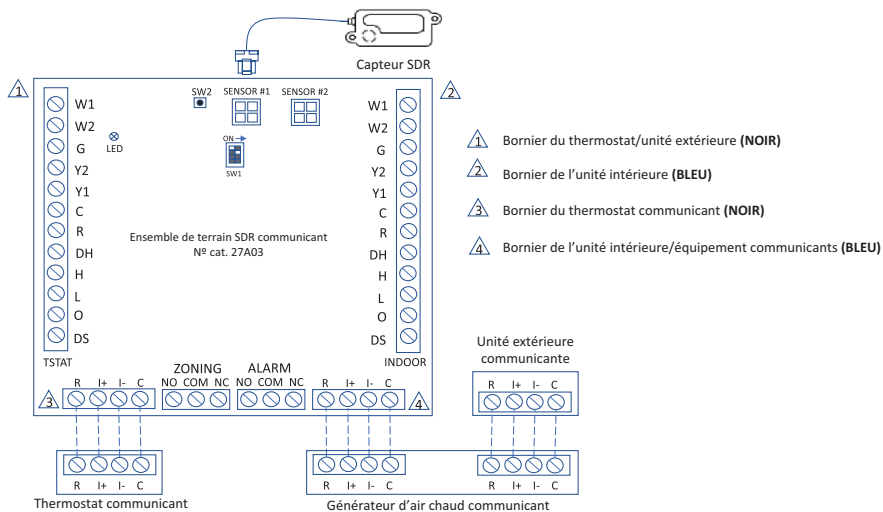 Capteur SDR
1
2
SW2 SENSOR #1 SENSOR #2
W1
W2
G
Y2
Y1
C
R
DH
H
L
O
DS
TSTAT
LED
ON
SW1
Ensemble de terrain SDR communicant
Nº cat. 27A03
W1
W2
G
Y2
Y1
C
R
DH
H
L
O
DS
INDOOR
1 Bornier du thermostat/unité extérieure (NOIR)
2 Bornier de l'unité intérieure (BLEU)
3 Bornier du thermostat communicant (NOIR)
4 Bornier de l'unité intérieure/équipement communicants (BLEU)
ZONING ALARM
R I+ I- C NO COM NC NO COM NC R I+ I- C
3
4
Unité extérieure
communicante
R I+ I- C
R I+ I- C
Thermostat communicant
R I+ I- C R I+ I- C
Générateur d'air chaud communicant